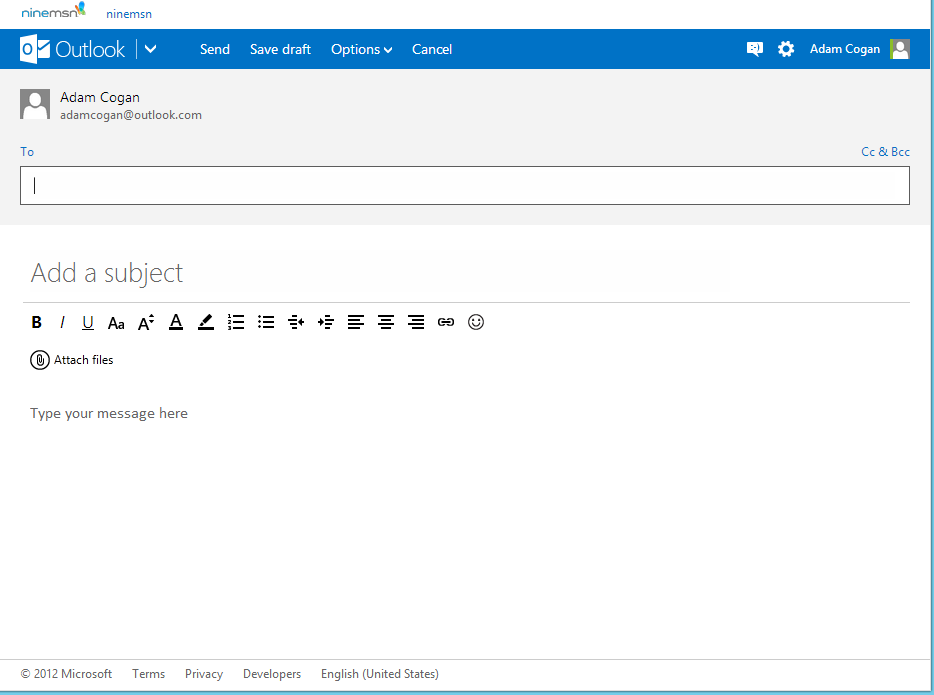 ninemsn ninemsn
Outlook Send Save draft Options Cancel Adam Cogan
Adam Cogan
adamcogan@outlook.com
To Cc & Bcc
Add a subject
B I U Aa A A
Attach files
Type your message here
© 2012 Microsoft Terms Privacy Developers English (United States)